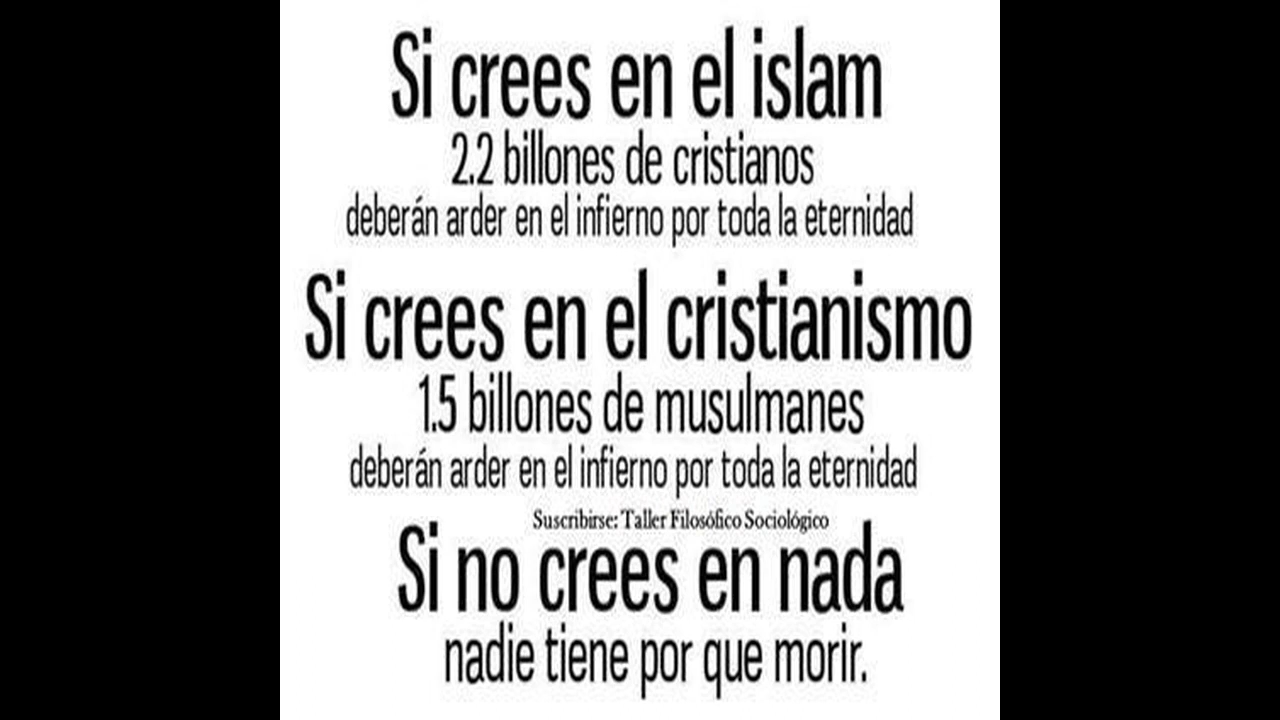 Si crees en el islam
2.2 billones de cristianos
deberán arder en el infierno por toda la eternidad
Si crees en el cristianismo
1.5 billones de musulmanes
deberán arder en el infierno por toda la eternidad
Suscribirse: Taller Filosófico Sociológico
Si no crees en nada
nadie tiene por que morir.